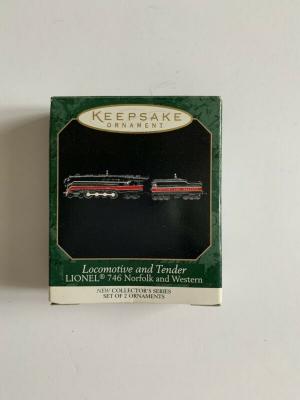 KEEPSAKE
ORNAMENT
Locomotive and Tender
LIONEL® 746 Norfolk and Western
NEW COLLECTOR'S SERIES
SET OF 2 ORNAMENTS